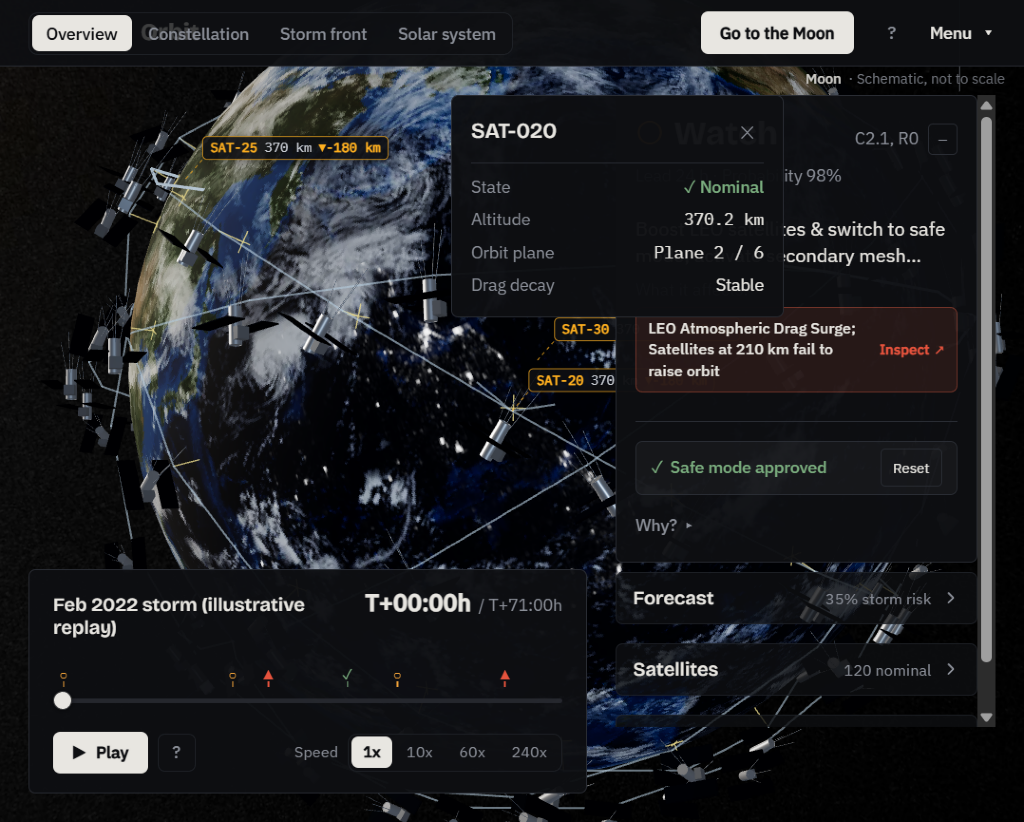 Overview
Orbit
Constellation
Storm front
Solar system
Go to the Moon
?
Menu ▼
Moon · Schematic, not to scale
SAT-25 370 km ▼-180 km
SAT-020
×
Watch
C2.1, R0
–
ity 98%
State ✓ Nominal
Altitude 370.2 km
Orbit plane Plane 2 / 6
Drag decay Stable
tes & switch to safe
econdary mesh...
SAT-30
SAT-20 370
LEO Atmospheric Drag Surge;
Satellites at 210 km fail to
raise orbit
Inspect ↗
✓ Safe mode approved
Reset
Why? ▸
Feb 2022 storm (illustrative
replay)
T+00:00h / T+71:00h
▶ Play
?
Speed 1x 10x 60x 240x
Forecast 35% storm risk >
Satellites 120 nominal >